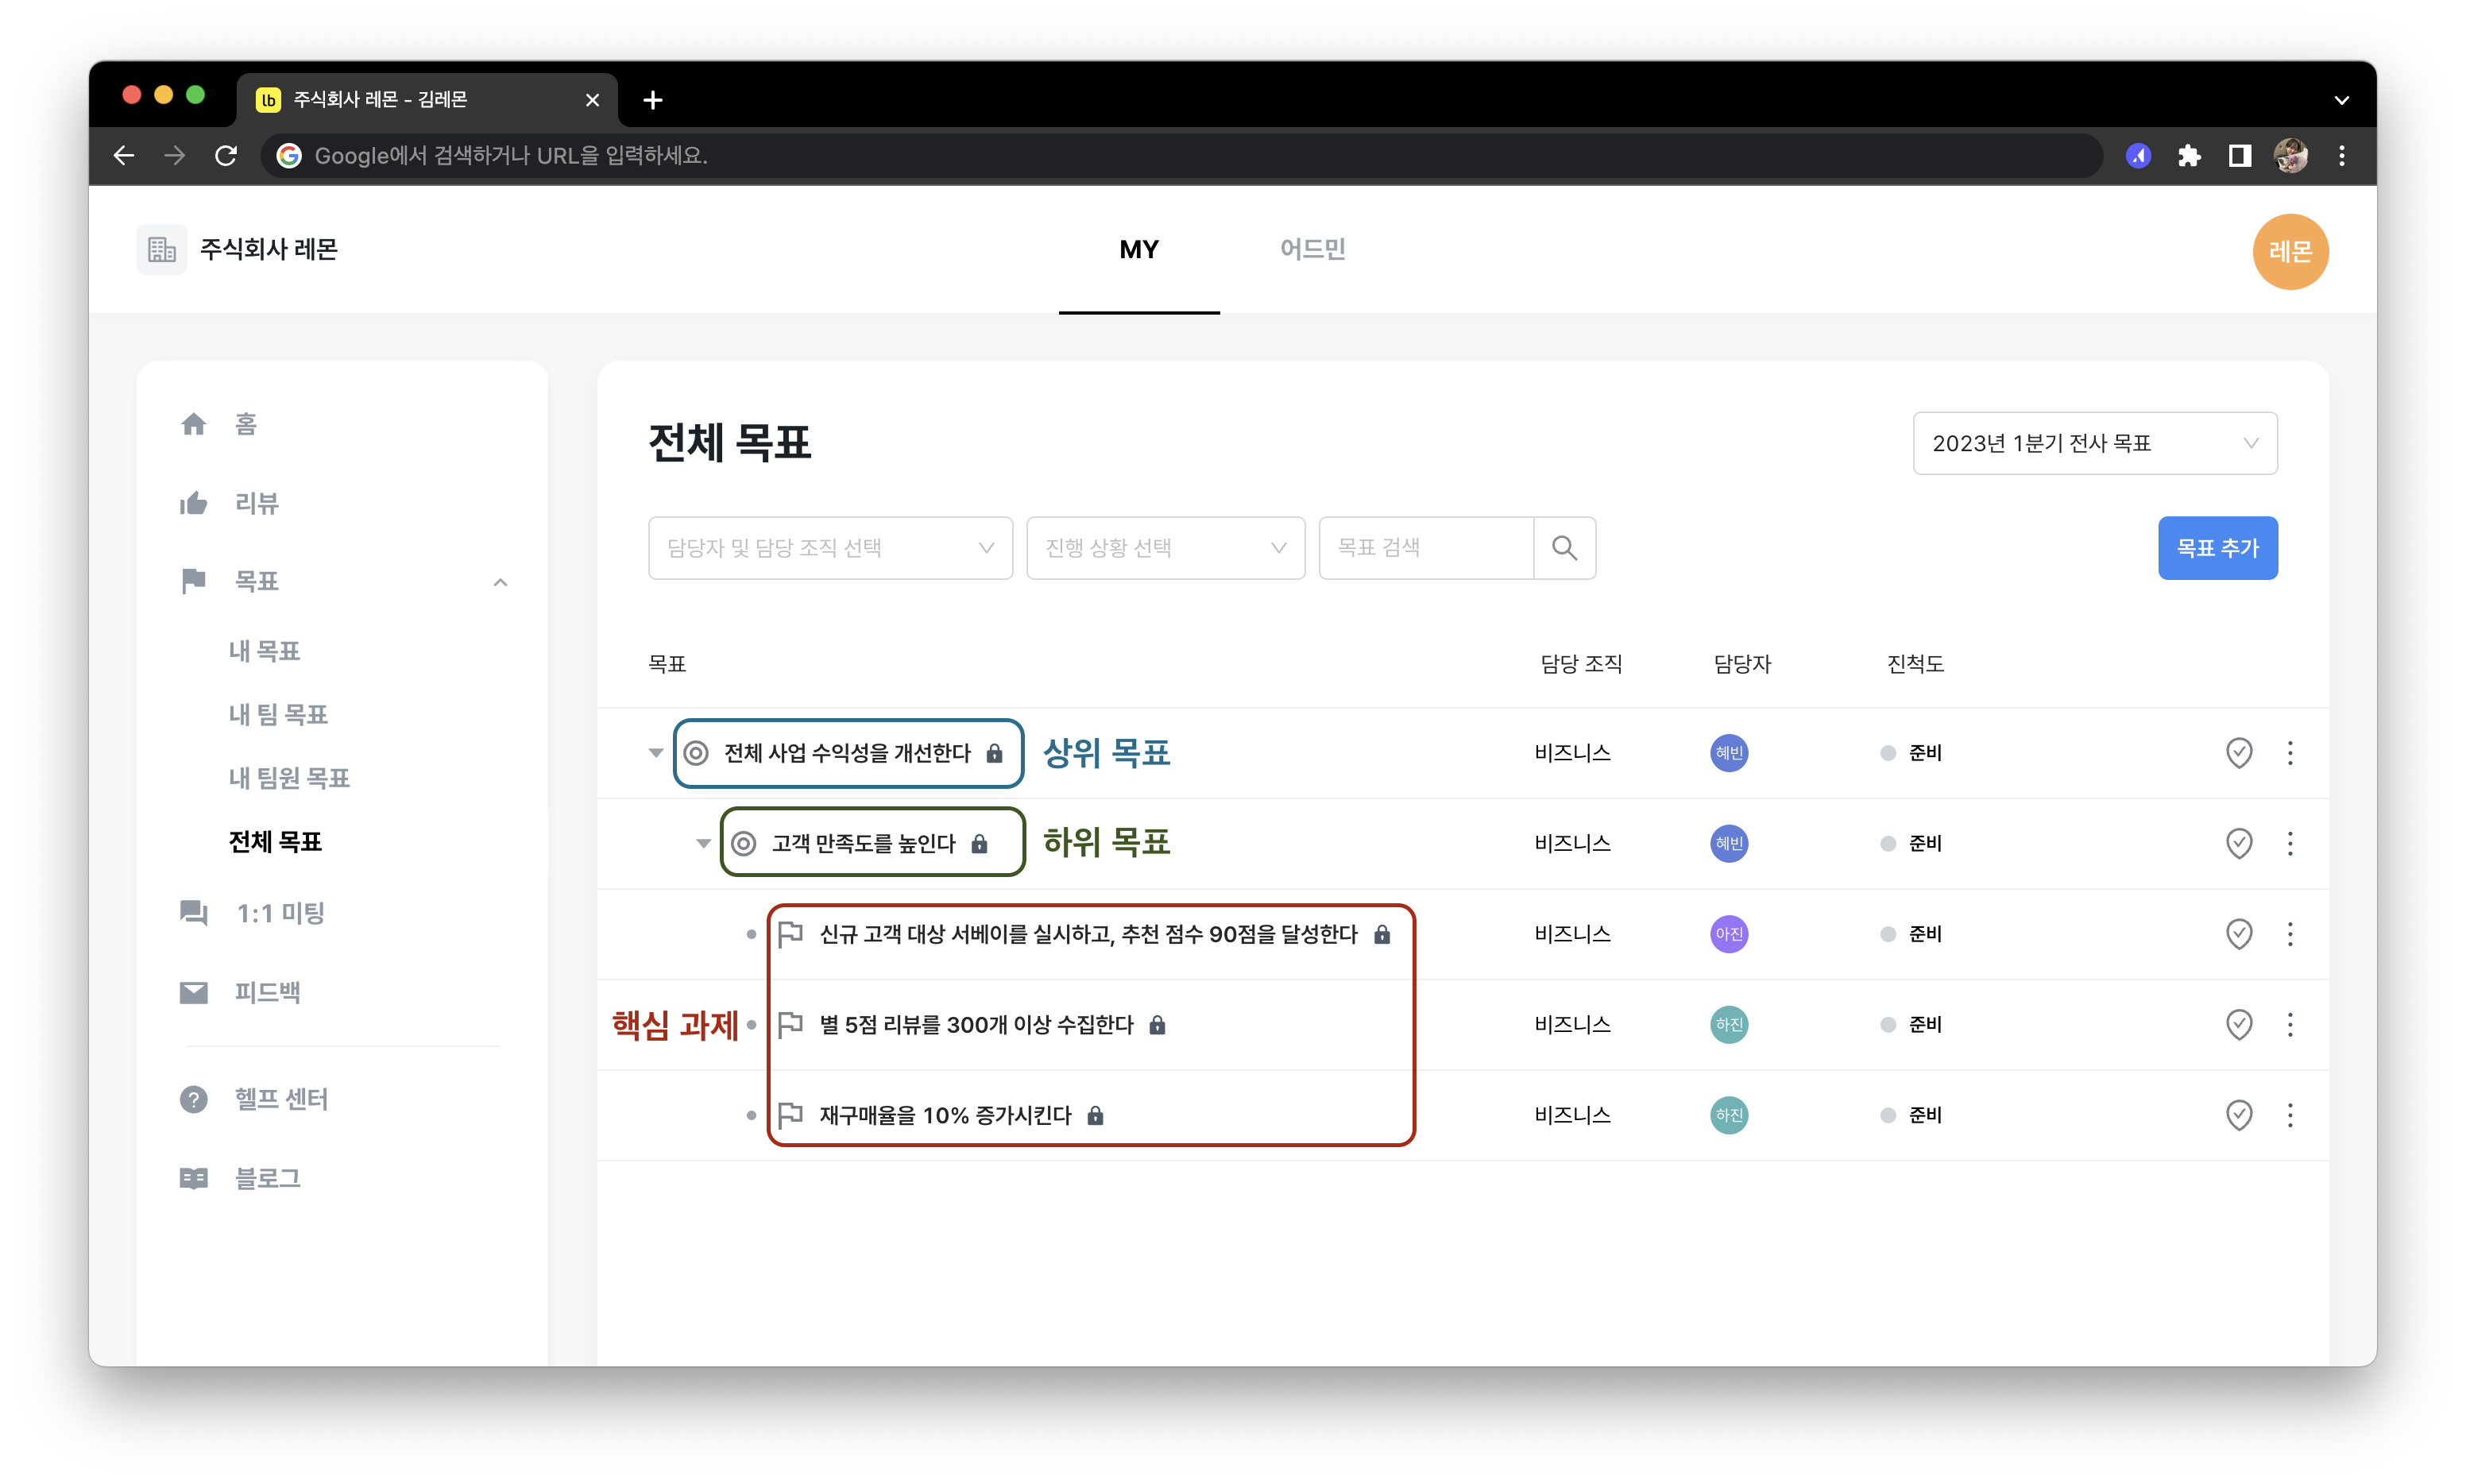 lb 주식회사 레몬 - 김레몬
Google에서 검색하거나 URL을 입력하세요.
주식회사 레몬
MY 어드민
레몬
홈
리뷰
목표
내 목표
내 팀 목표
내 팀원 목표
전체 목표
1:1 미팅
피드백
헬프 센터
블로그
전체 목표
2023년 1분기 전사 목표
담당자 및 담당 조직 선택 진행 상황 선택 목표 검색 목표 추가
목표 담당 조직 담당자 진척도
전체 사업 수익성을 개선한다 상위 목표 비즈니스 혜빈 준비
고객 만족도를 높인다 하위 목표 비즈니스 혜빈 준비
신규 고객 대상 서베이를 실시하고, 추천 점수 90점을 달성한다 비즈니스 아진 준비
핵심 과제 별 5점 리뷰를 300개 이상 수집한다 비즈니스 하진 준비
재구매율을 10% 증가시킨다 비즈니스 하진 준비